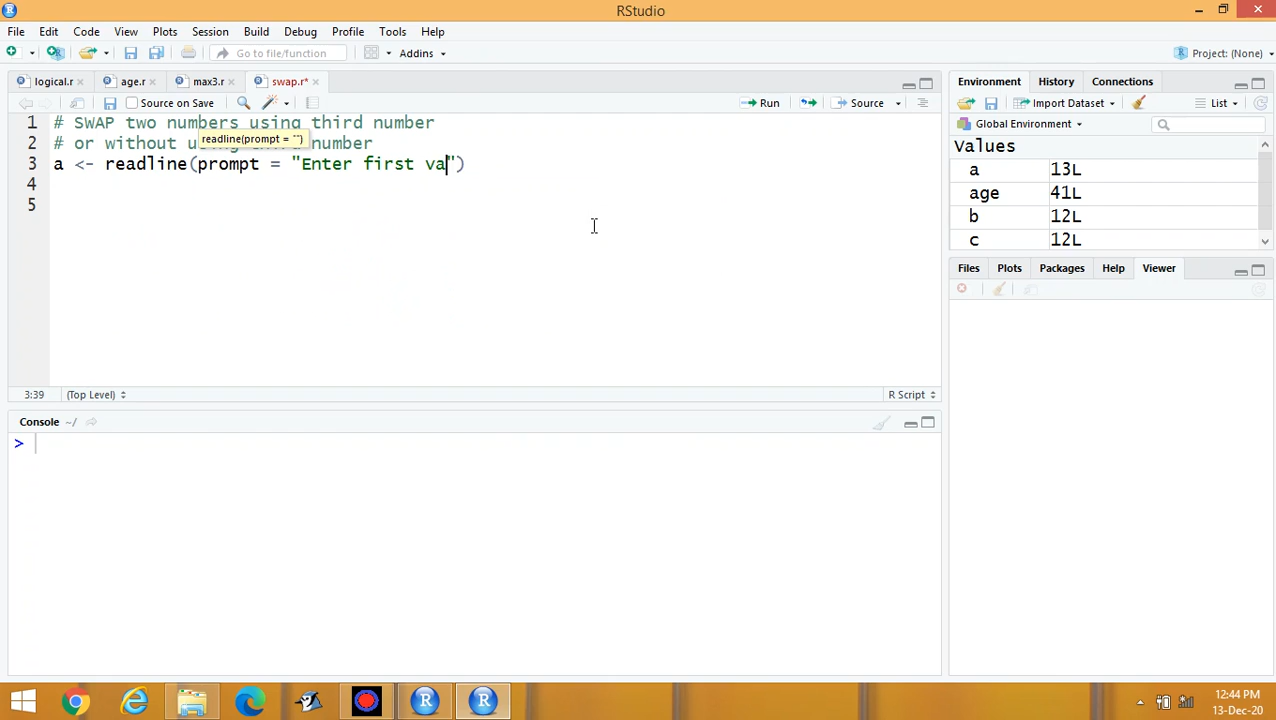 RStudio
File Edit Code View Plots Session Build Debug Profile Tools Help
Go to file/function Addins Project: (None)
logical.r age.r max3.r swap.r*
Source on Save Run Source
1 # SWAP two numbers using third number
readline(prompt = "")
2 # or without using third number
3 a <- readline(prompt = "Enter first va")
4
5
3:39 (Top Level) R Script
Console ~/
>
Environment History Connections
Import Dataset List
Global Environment
Values
a 13L
age 41L
b 12L
c 12L
Files Plots Packages Help Viewer
12:44 PM
13-Dec-20